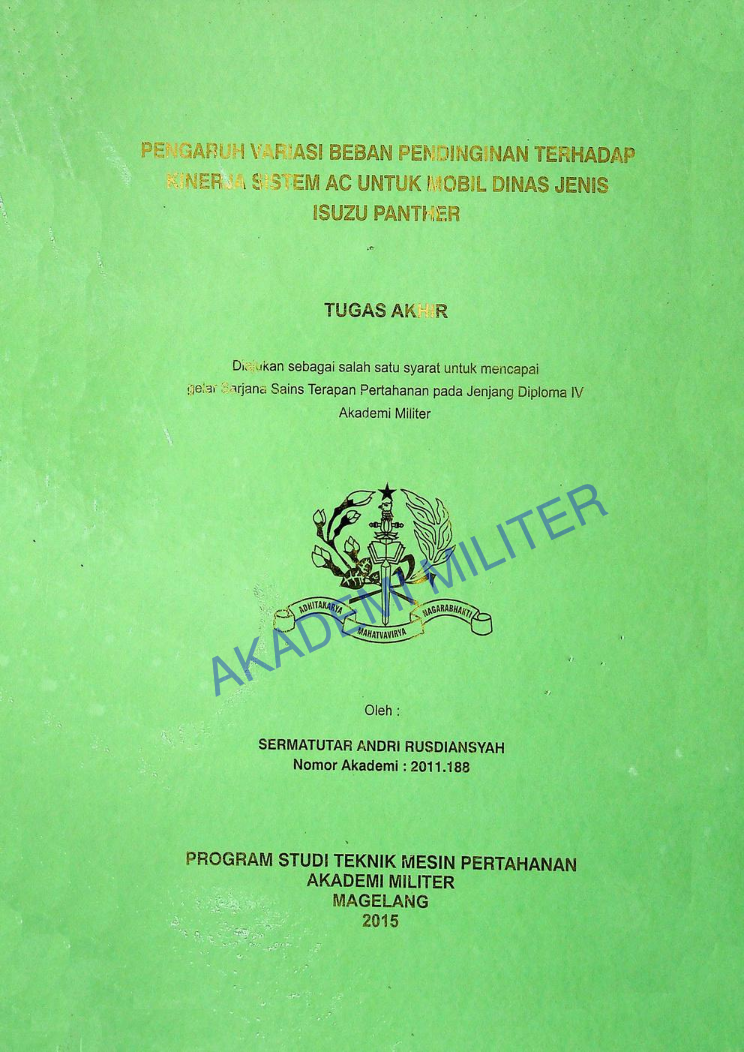 PENGARUH VARIASI BEBAN PENDINGINAN TERHADAP
KINERJA SISTEM AC UNTUK MOBIL DINAS JENIS
ISUZU PANTHER
TUGAS AKHIR
Diajukan sebagai salah satu syarat untuk mencapai
gelar Sarjana Sains Terapan Pertahanan pada Jenjang Diploma IV
Akademi Militer
ADHITAKARYA
MAHATVAVIRYA
NAGARABHAKTI
AKADEMI MILITER
Oleh :
SERMATUTAR ANDRI RUSDIANSYAH
Nomor Akademi : 2011.188
PROGRAM STUDI TEKNIK MESIN PERTAHANAN
AKADEMI MILITER
MAGELANG
2015